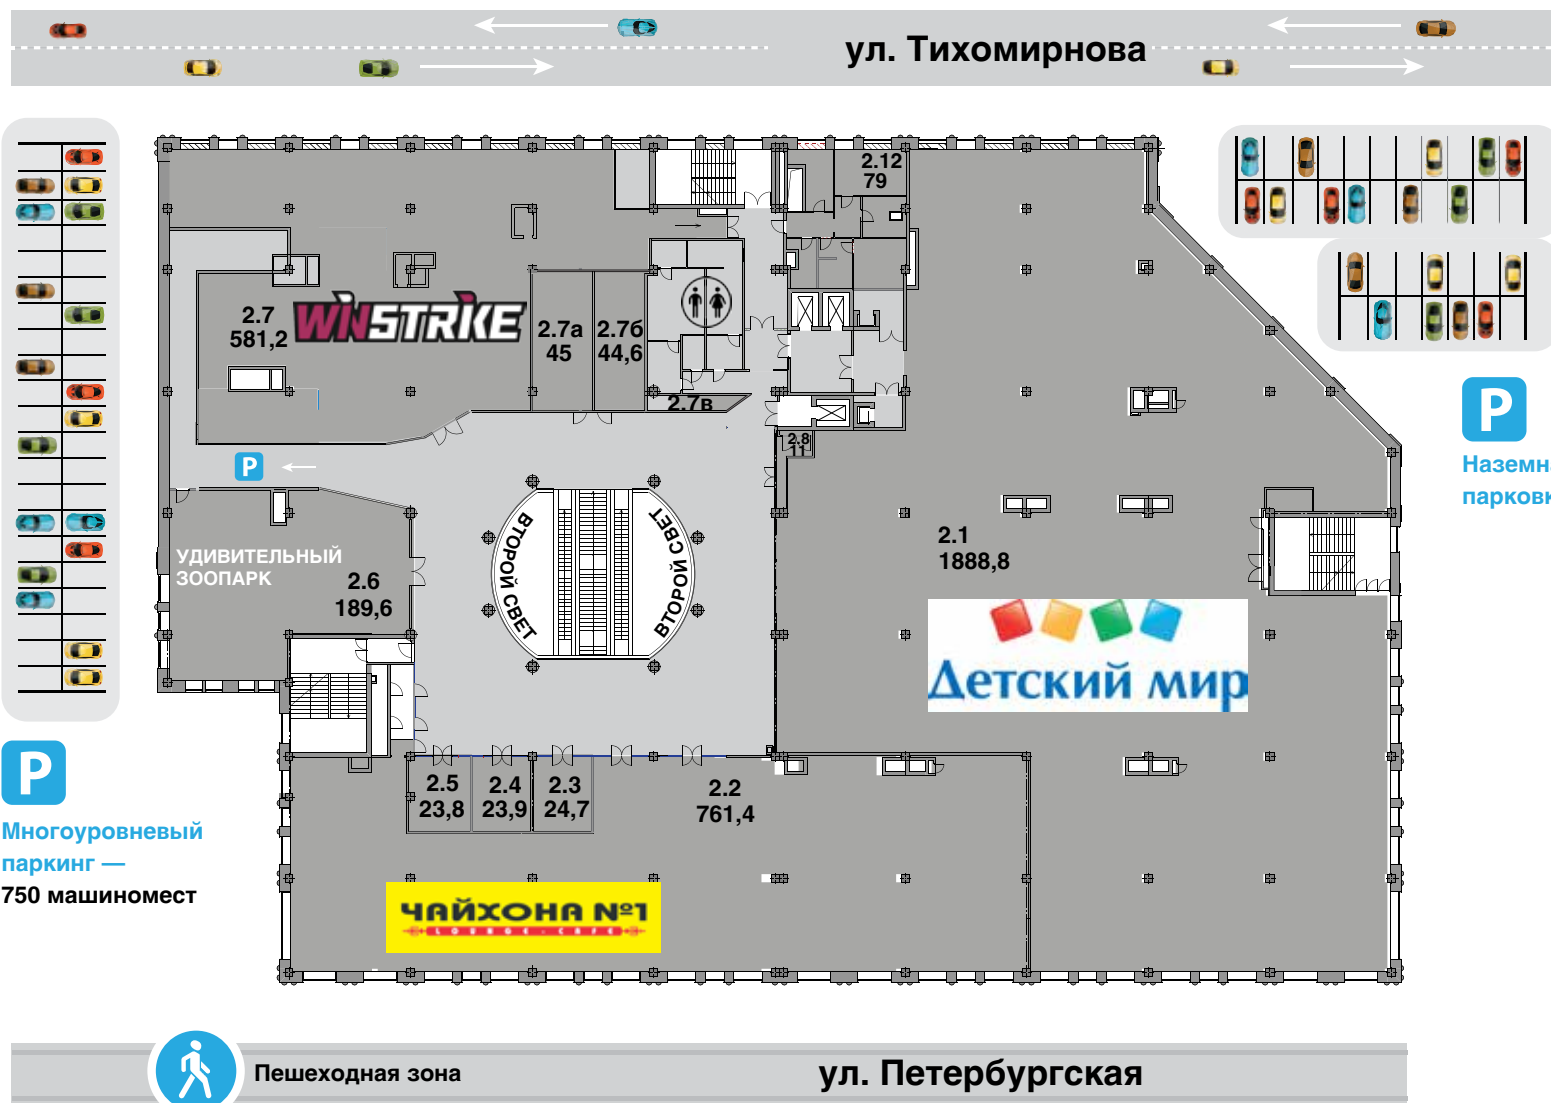 ул. Тихомирнова
2.12
79
2.7
581,2
WINSTRIKE
2.7а
45
2.7б
44,6
2.7в
2.8
11
P
P
Наземн
парковк
УДИВИТЕЛЬНЫЙ
ЗООПАРК
2.6
189,6
ВТОРОЙ СВЕТ
ВТОРОЙ СВЕТ
2.1
1888,8
Детский мир
P
Многоуровневый
паркинг —
750 машиномест
2.5
23,8
2.4
23,9
2.3
24,7
2.2
761,4
ЧАЙХОНА №1
LOUNGE-CAFE
Пешеходная зона
ул. Петербургская